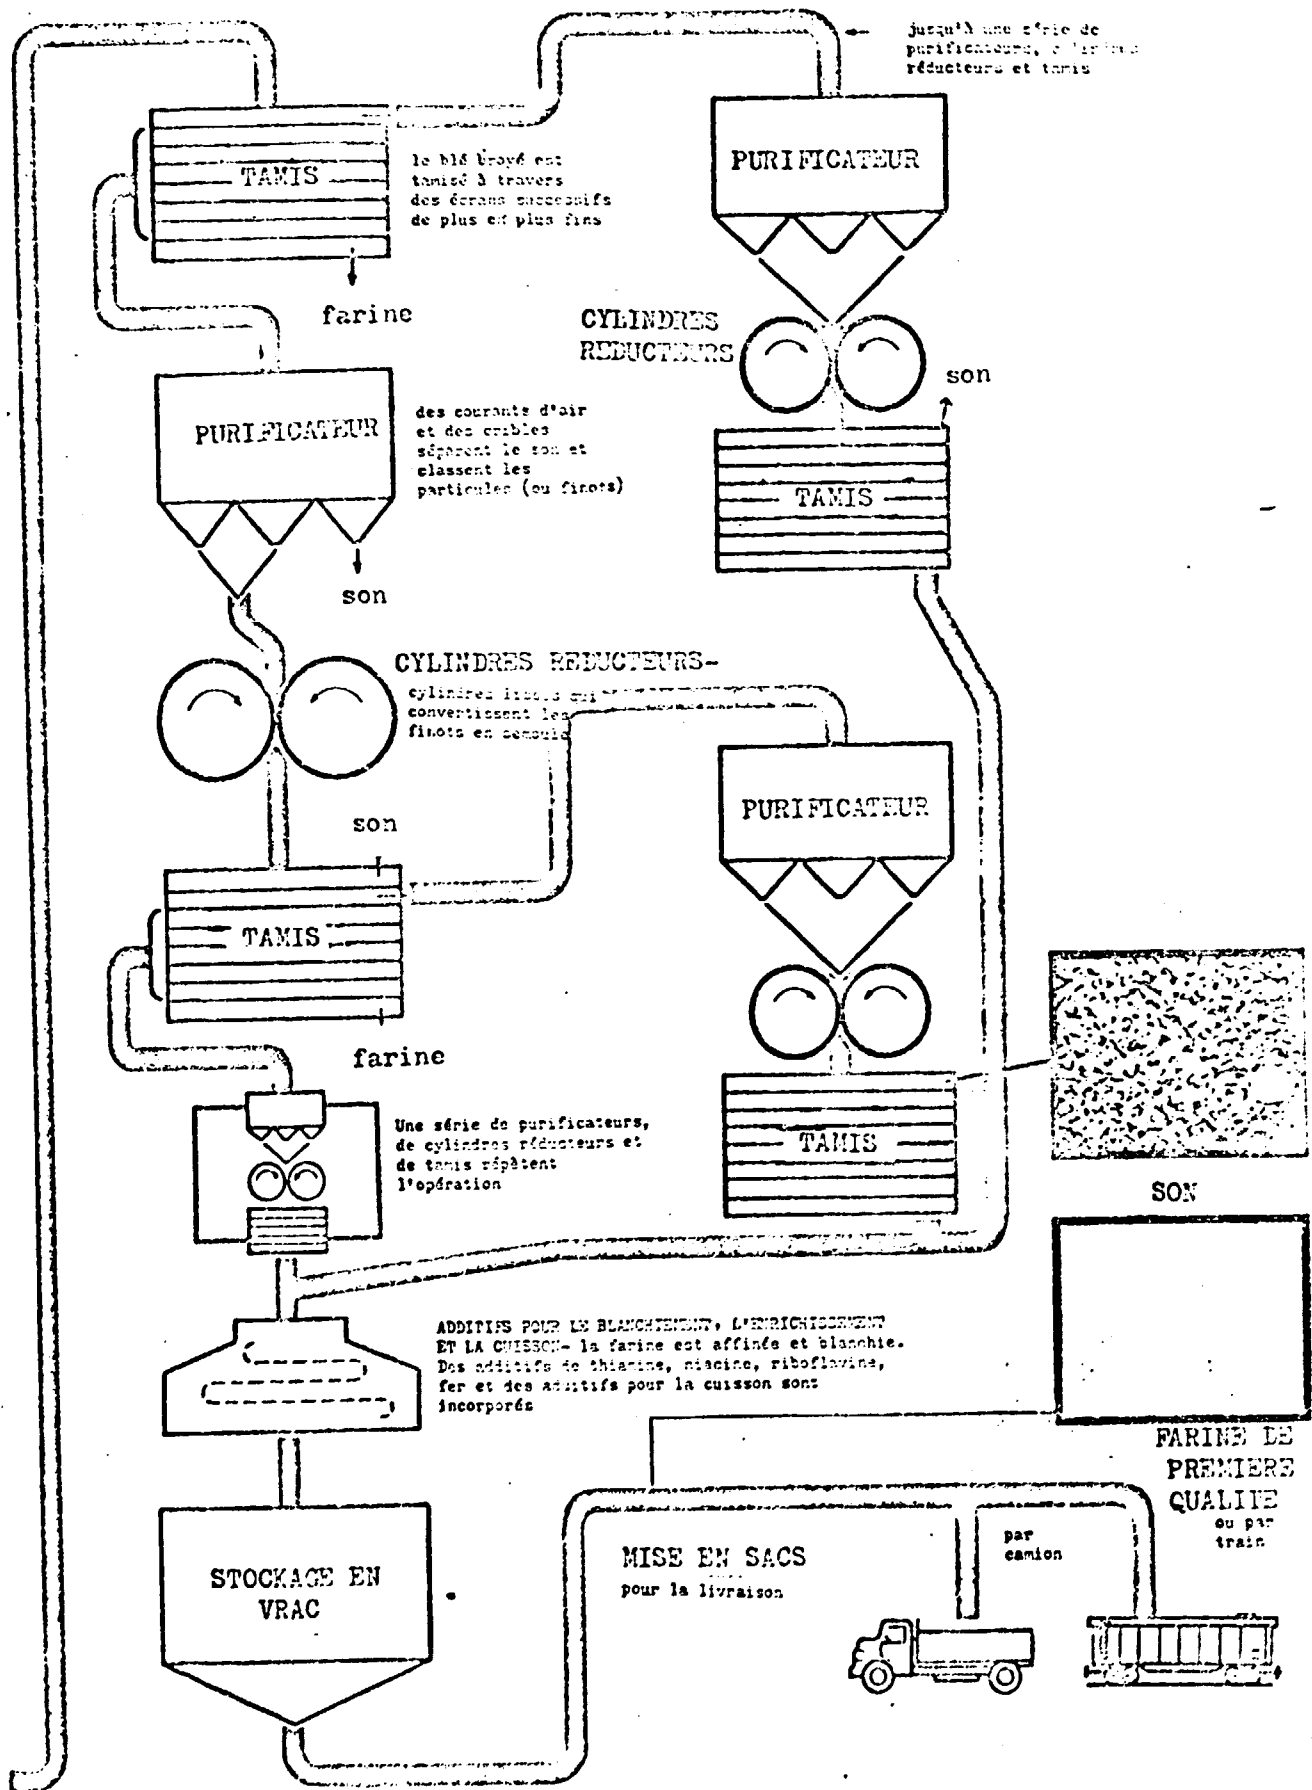 jusqu'à une série de
purificateurs,
réducteurs et tamis
TAMIS
le blé broyé est
tamisé à travers
des écrans successifs
de plus en plus fins
farine
PURIFICATEUR
CYLINDRES
REDUCTEURS
son
TAMIS
PURIFICATEUR
des courants d'air
et des cribles
séparent le son et
classent les
particules (ou finots)
son
CYLINDRES REDUCTEURS-
cylindres lisses qui
convertissent les
finots en
son
TAMIS
farine
PURIFICATEUR
TAMIS
SON
Une série de purificateurs,
de cylindres réducteurs et
de tamis répètent
l'opération
ADDITIFS POUR LE BLANCHIEMENT, L'ENRICHISSEMENT
ET LA CUISSON- la farine est affinée et blanchie.
Des additifs de thiamine, niacine, riboflavine,
fer et des additifs pour la cuisson sont
incorporés
FARINE DE
PREMIERE
QUALITE
STOCKAGE EN
VRAC
MISE EN SACS
pour la livraison
par
camion
ou par
train